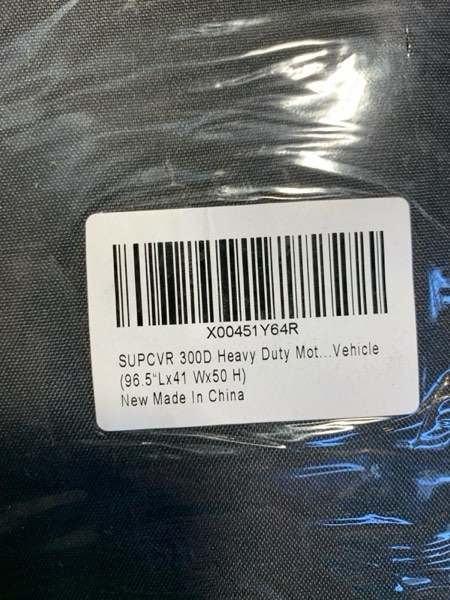 X00451Y64R
SUPCVR 300D Heavy Duty Mot...Vehicle
(96.5"Lx41 Wx50 H)
New Made In China